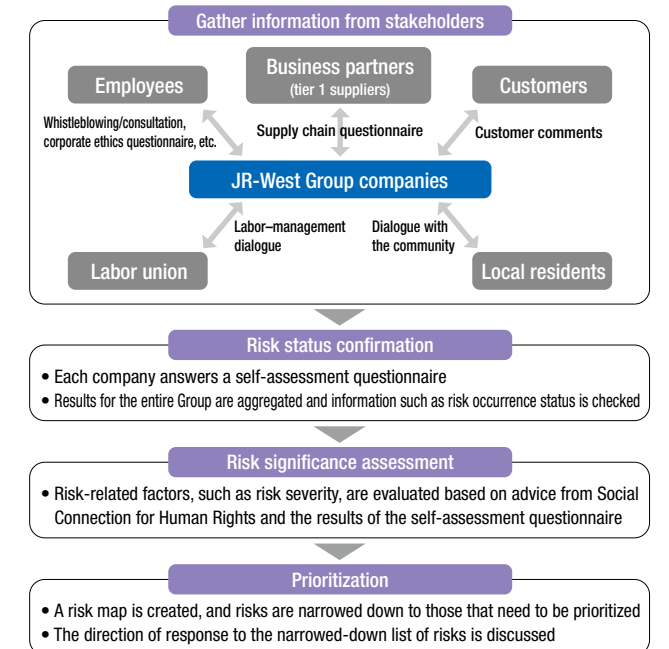 Gather information from stakeholders
Employees
Business partners
(tier 1 suppliers)
Customers
Whistleblowing/consultation,
corporate ethics questionnaire, etc.
Supply chain questionnaire
Customer comments
JR-West Group companies
Labor–management
dialogue
Dialogue with
the community
Labor union
Local residents
Risk status confirmation
• Each company answers a self-assessment questionnaire
• Results for the entire Group are aggregated and information such as risk occurrence status is checked
Risk significance assessment
• Risk-related factors, such as risk severity, are evaluated based on advice from Social
Connection for Human Rights and the results of the self-assessment questionnaire
Prioritization
• A risk map is created, and risks are narrowed down to those that need to be prioritized
• The direction of response to the narrowed-down list of risks is discussed